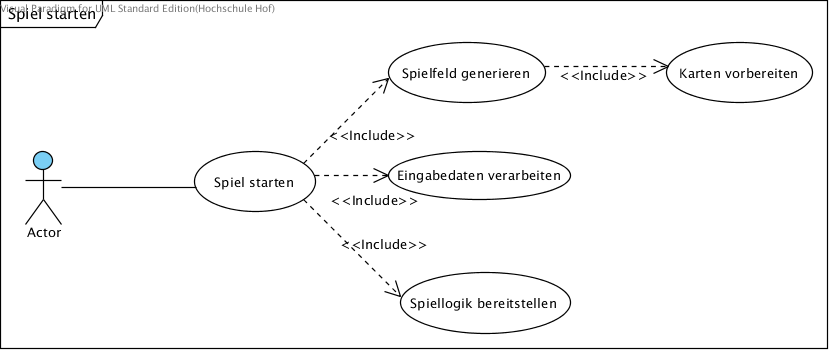 Visual Paradigm for UML Standard Edition(Hochschule Hof)
Spiel starten
Spielfeld generieren
<<Include>>
Karten vorbereiten
<<Include>>
Spiel starten
Eingabedaten verarbeiten
<<Include>>
Actor
<<Include>>
Spiellogik bereitstellen